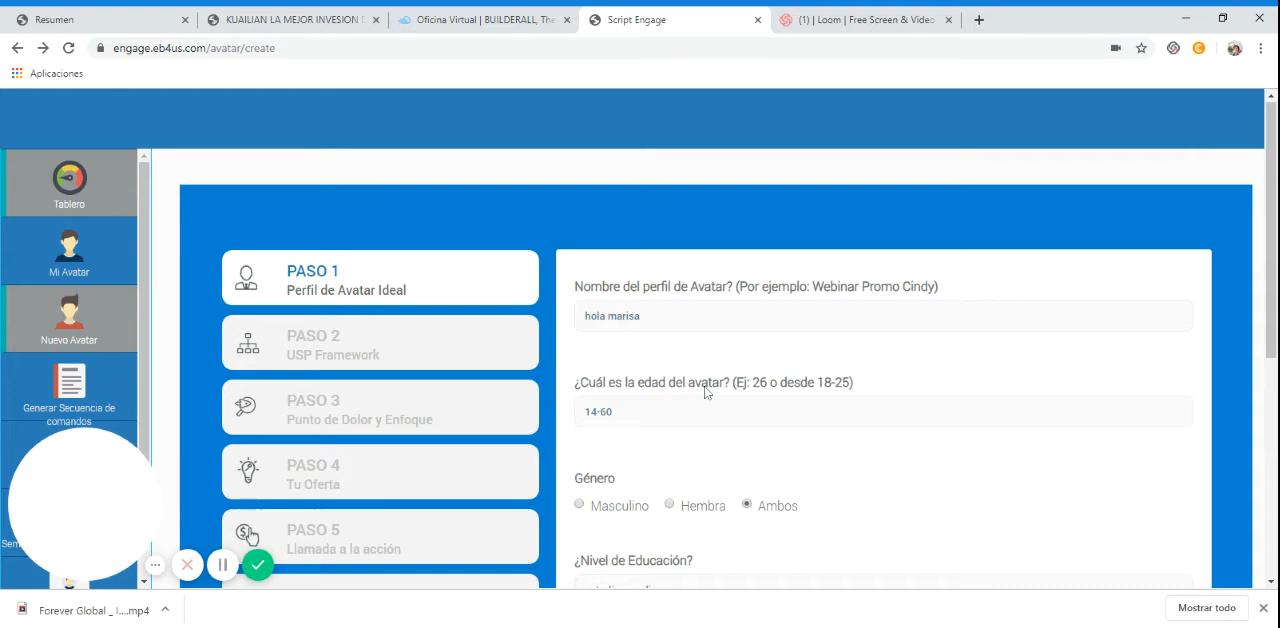 Resumen
KUAILIAN LA MEJOR INVESION
Oficina Virtual | BUILDERALL, The
Script Engage
(1) | Loom | Free Screen & Video
engage.eb4us.com/avatar/create
Aplicaciones
Tablero
Mi Avatar
Nuevo Avatar
Generar Secuencia de
comandos
PASO 1
Perfil de Avatar Ideal
PASO 2
USP Framework
PASO 3
Punto de Dolor y Enfoque
PASO 4
Tu Oferta
PASO 5
Llamada a la acción
Nombre del perfil de Avatar? (Por ejemplo: Webinar Promo Cindy)
hola marisa
¿Cuál es la edad del avatar? (Ej: 26 o desde 18-25)
14-60
Género
Masculino Hembra Ambos
¿Nivel de Educación?
Forever Global _ I....mp4
Mostrar todo